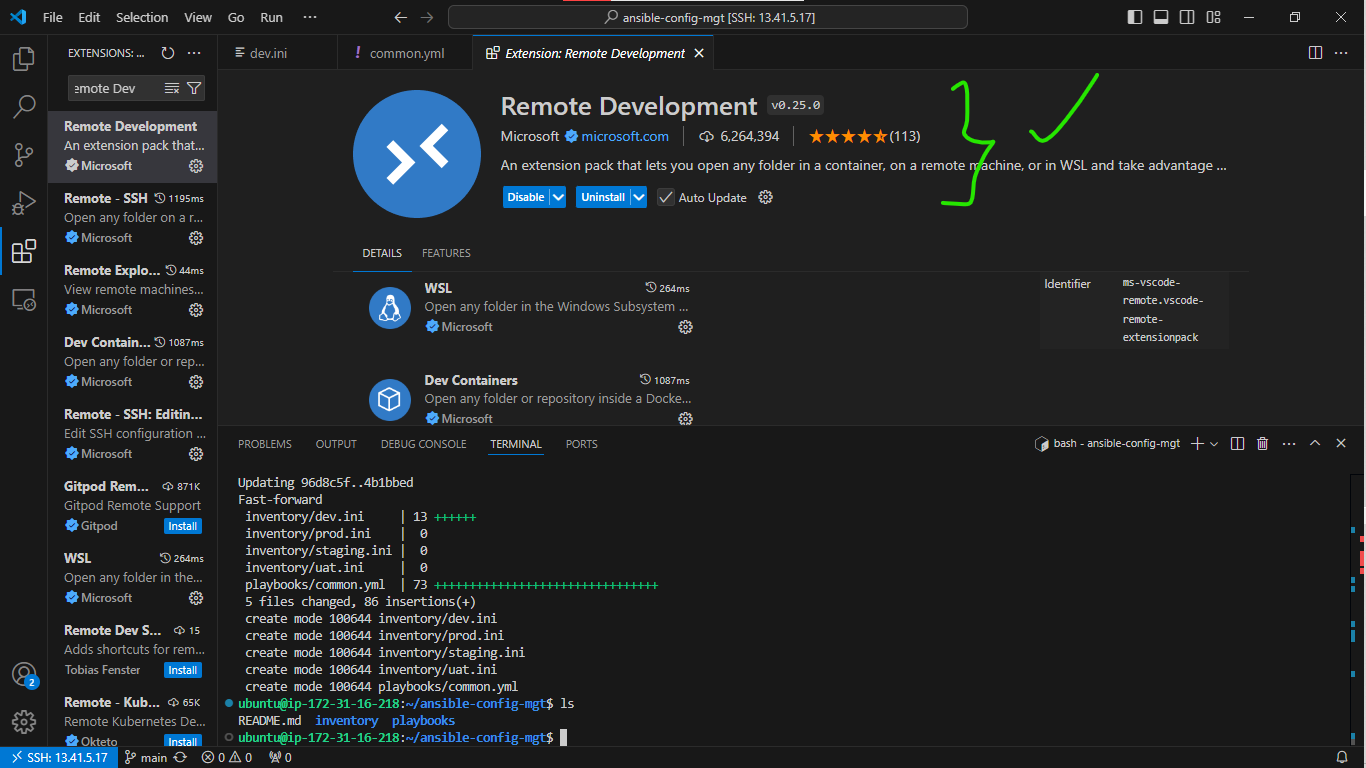 File Edit Selection View Go Run ···
ansible-config-mgt [SSH: 13.41.5.17]
EXTENSIONS: ...
emote Dev
Remote Development
An extension pack that...
Microsoft
Remote - SSH 1195ms
Open any folder on a r...
Microsoft
Remote Explo... 44ms
View remote machines...
Microsoft
Dev Contain... 1087ms
Open any folder or rep...
Microsoft
Remote - SSH: Editin...
Edit SSH configuration ...
Microsoft
Gitpod Rem... 871K
Gitpod Remote Support
Gitpod Install
WSL 264ms
Open any folder in the...
Microsoft
Remote Dev S... 15
Adds shortcuts for rem...
Tobias Fenster Install
Remote - Kub... 65K
Remote Kubernetes De...
Okteto Install
2
dev.ini ! common.yml Extension: Remote Development
Remote Development v0.25.0
Microsoft microsoft.com 6,264,394 (113)
An extension pack that lets you open any folder in a container, on a remote machine, or in WSL and take advantage ...
Disable Uninstall Auto Update
DETAILS FEATURES
WSL 264ms
Open any folder in the Windows Subsystem ...
Microsoft
Dev Containers 1087ms
Open any folder or repository inside a Docke...
Microsoft
Identifier ms-vscode-
remote.vscode-
remote-
extensionpack
PROBLEMS OUTPUT DEBUG CONSOLE TERMINAL PORTS
bash - ansible-config-mgt
Updating 96d8c5f..4b1bbed
Fast-forward
inventory/dev.ini | 13 ++++++
inventory/prod.ini | 0
inventory/staging.ini | 0
inventory/uat.ini | 0
playbooks/common.yml | 73 ++++++++++++++++++++++++++++++++
5 files changed, 86 insertions(+)
create mode 100644 inventory/dev.ini
create mode 100644 inventory/prod.ini
create mode 100644 inventory/staging.ini
create mode 100644 inventory/uat.ini
create mode 100644 playbooks/common.yml
ubuntu@ip-172-31-16-218:~/ansible-config-mgt$ ls
README.md inventory playbooks
ubuntu@ip-172-31-16-218:~/ansible-config-mgt$
SSH: 13.41.5.17 main 0 0 0